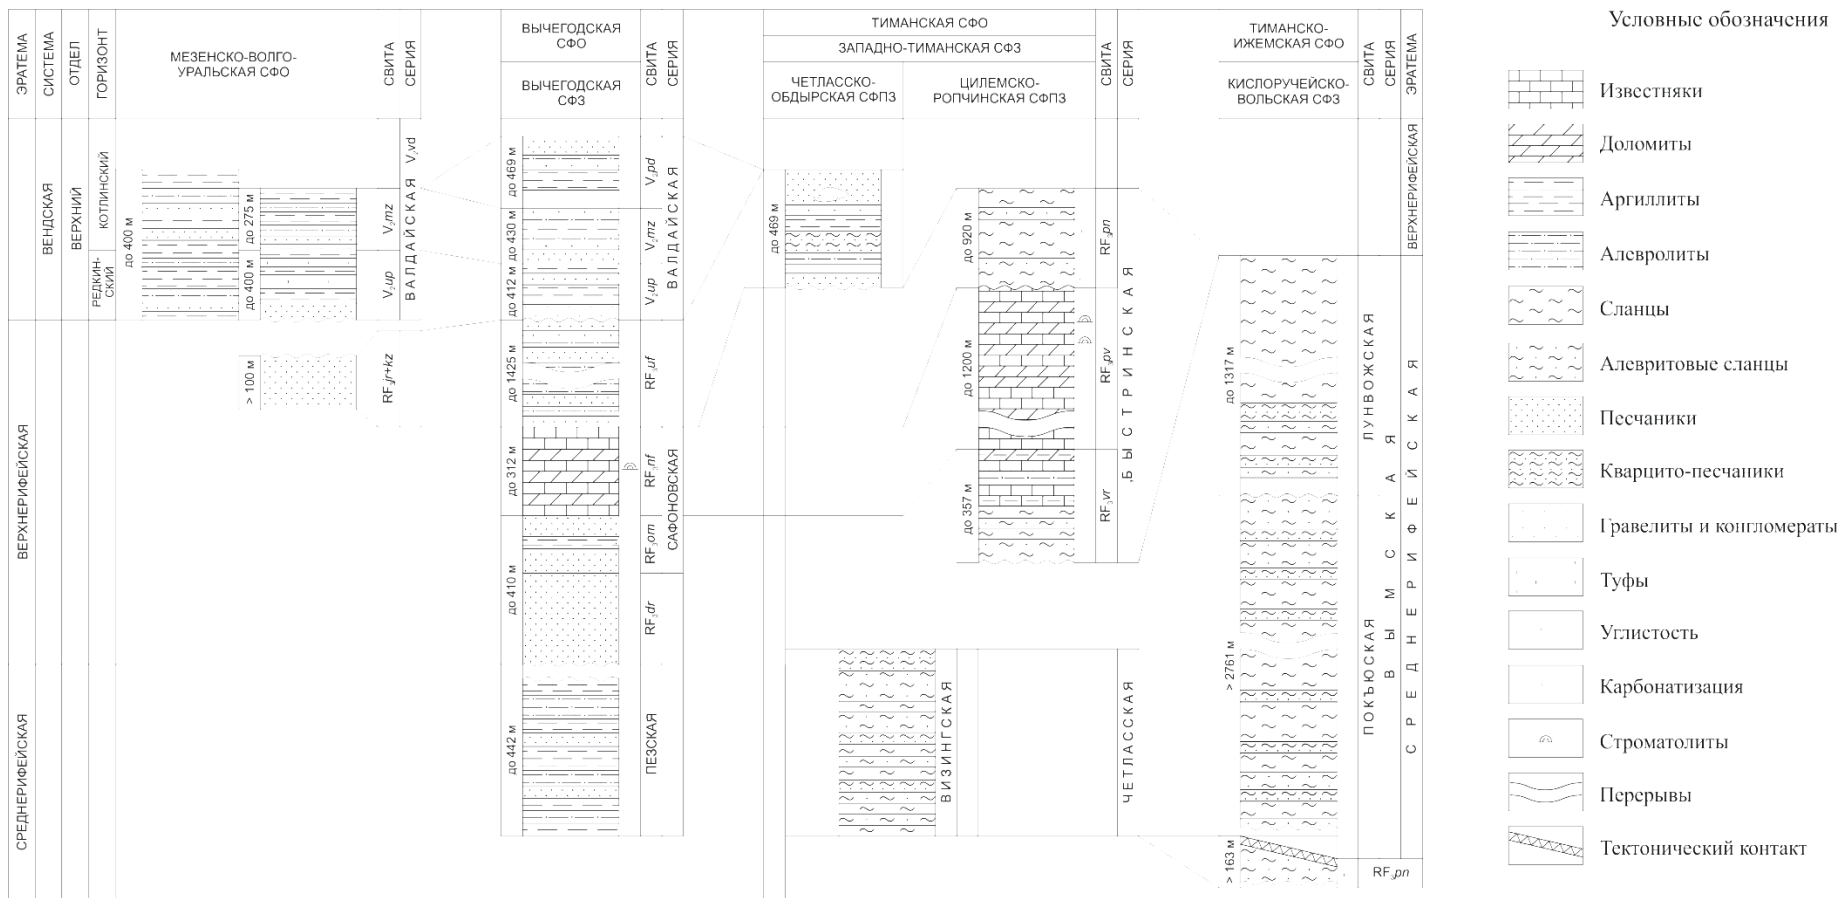 ЭРАТЕМА
СИСТЕМА
ОТДЕЛ
ГОРИЗОНТ
МЕЗЕНСКО-ВОЛГО-
УРАЛЬСКАЯ СФО
СВИТА
СЕРИЯ
ВЫЧЕГОДСКАЯ
СФО
ВЫЧЕГОДСКАЯ
СФЗ
СВИТА
СЕРИЯ
ТИМАНСКАЯ СФО
ЗАПАДНО-ТИМАНСКАЯ СФЗ
ЧЕТЛАССКО-
ОБДЫРСКАЯ СФПЗ
ЦИЛЕМСКО-
РОПЧИНСКАЯ СФПЗ
СВИТА
СЕРИЯ
ТИМАНСКО-
ИЖЕМСКАЯ СФО
КИСЛОРУЧЕЙСКО-
ВОЛЬСКАЯ СФЗ
СВИТА
СЕРИЯ
ЭРАТЕМА
ВЕНДСКАЯ
ВЕРХНИЙ
КОТЛИНСКИЙ
РЕДКИН-
СКИЙ
ВЕРХНЕРИФЕЙСКАЯ
СРЕДНЕРИФЕЙСКАЯ
до 400 м
до 275 м
до 400 м
> 100 м
V₂mz
V₂up
RF₃jr+kz
ВАЛДАЙСКАЯ V₂vd
до 469 м
до 430 м
до 412 м
до 1425 м
до 312 м
до 410 м
до 442 м
V₂pd
V₂mz
V₂up
RF₃uf
RF₃nf
RF₃om
RF₃dr
ВАЛДАЙСКАЯ
САФОНОВСКАЯ
ПЕЗСКАЯ
до 469 м
ВИЗИНГСКАЯ
до 920 м
до 1200 м
до 357 м
RF₃pn
RF₃pv
RF₃vr
БЫСТРИНСКАЯ
ЧЕТЛАССКАЯ
до 1317 м
> 2761 м
> 163 м
ЛУНВОЖСКАЯ
ПОКЪЮСКАЯ
ВЫМСКАЯ
ВЕРХНЕРИФЕЙСКАЯ
СРЕДНЕРИФЕЙСКАЯ
RF₃pn
Условные обозначения
Известняки
Доломиты
Аргиллиты
Алевролиты
Сланцы
Алевритовые сланцы
Песчаники
Кварцито-песчаники
Гравелиты и конгломераты
Туфы
Углистость
Карбонатизация
Строматолиты
Перерывы
Тектонический контакт